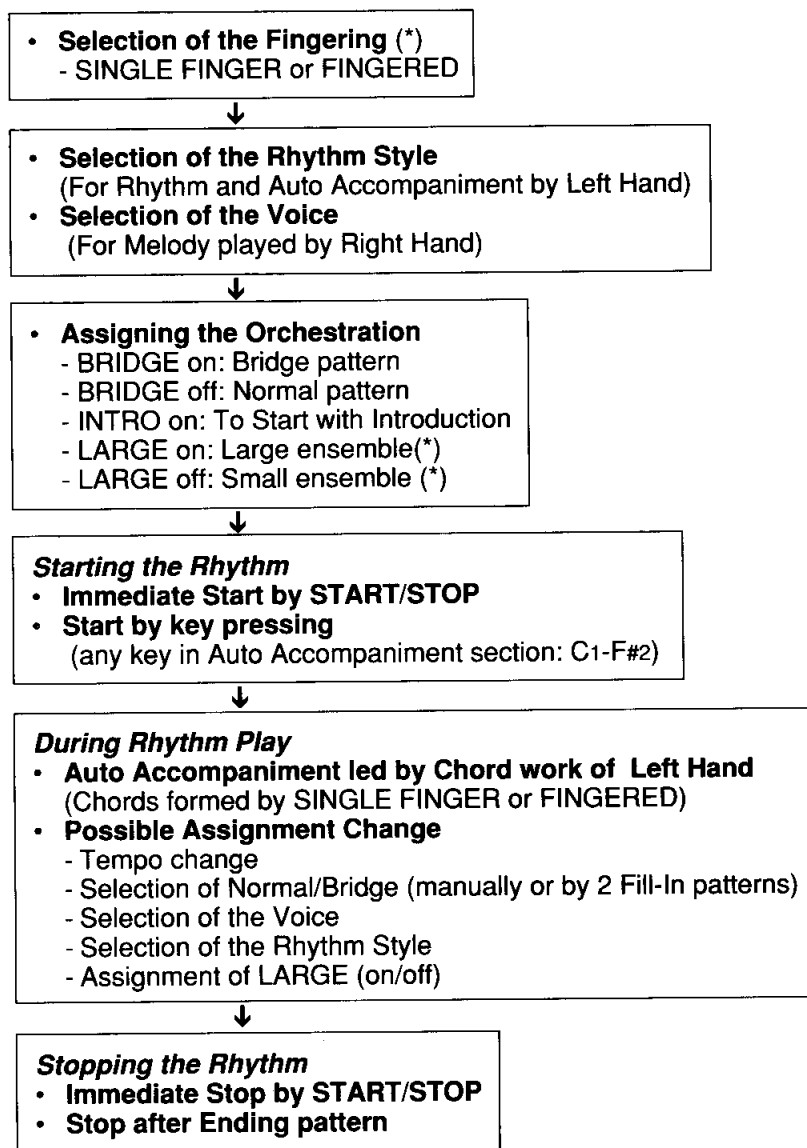 • Selection of the Fingering (*)
- SINGLE FINGER or FINGERED
• Selection of the Rhythm Style
(For Rhythm and Auto Accompaniment by Left Hand)
• Selection of the Voice
(For Melody played by Right Hand)
• Assigning the Orchestration
- BRIDGE on: Bridge pattern
- BRIDGE off: Normal pattern
- INTRO on: To Start with Introduction
- LARGE on: Large ensemble(*)
- LARGE off: Small ensemble (*)
Starting the Rhythm
• Immediate Start by START/STOP
• Start by key pressing
(any key in Auto Accompaniment section: C1-F#2)
During Rhythm Play
• Auto Accompaniment led by Chord work of Left Hand
(Chords formed by SINGLE FINGER or FINGERED)
• Possible Assignment Change
- Tempo change
- Selection of Normal/Bridge (manually or by 2 Fill-In patterns)
- Selection of the Voice
- Selection of the Rhythm Style
- Assignment of LARGE (on/off)
Stopping the Rhythm
• Immediate Stop by START/STOP
• Stop after Ending pattern